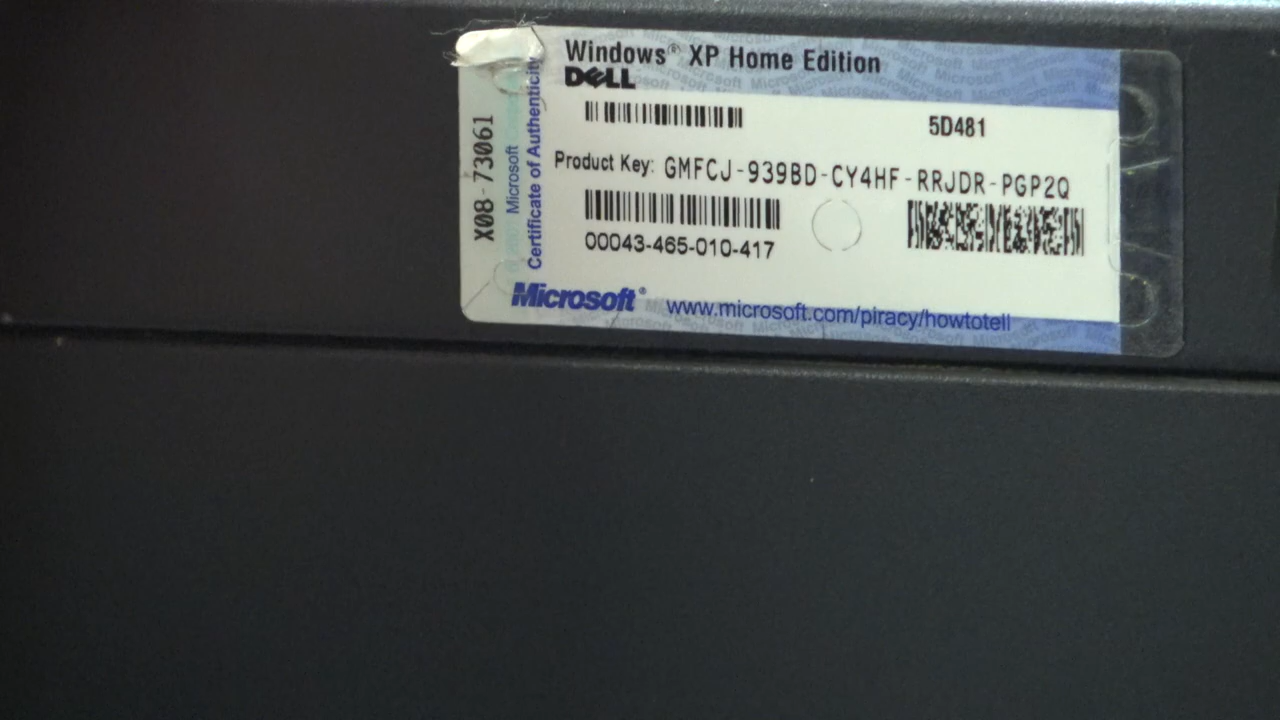 Windows® XP Home Edition
DELL
5D481
Product Key: GMFCJ-939BD-CY4HF-RRJDR-PGP2Q
00043-465-010-417
Microsoft® www.microsoft.com/piracy/howtotell
X08-73061
Microsoft
Certificate of Authenticity